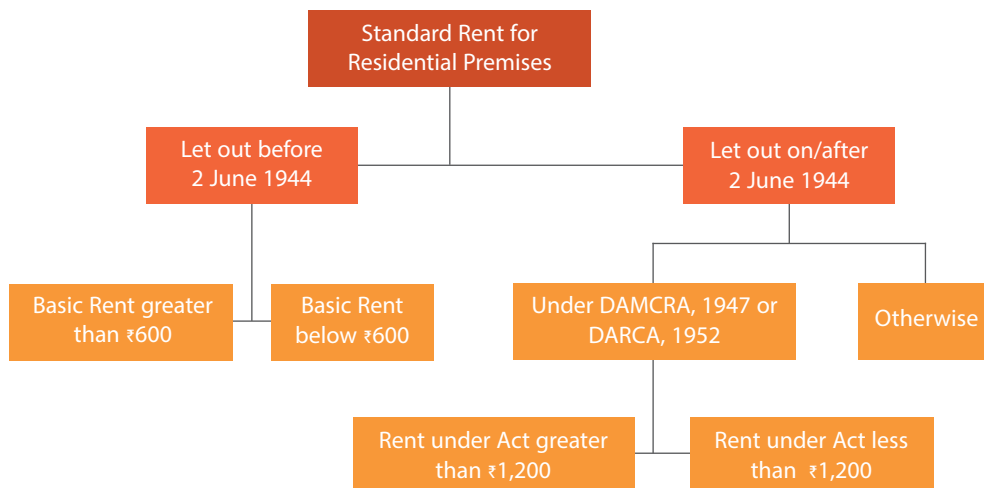 Standard Rent for
Residential Premises
Let out before
2 June 1944
Let out on/after
2 June 1944
Basic Rent greater
than ₹600
Basic Rent
below ₹600
Under DAMCRA, 1947 or
DARCA, 1952
Otherwise
Rent under Act greater
than ₹1,200
Rent under Act less
than ₹1,200